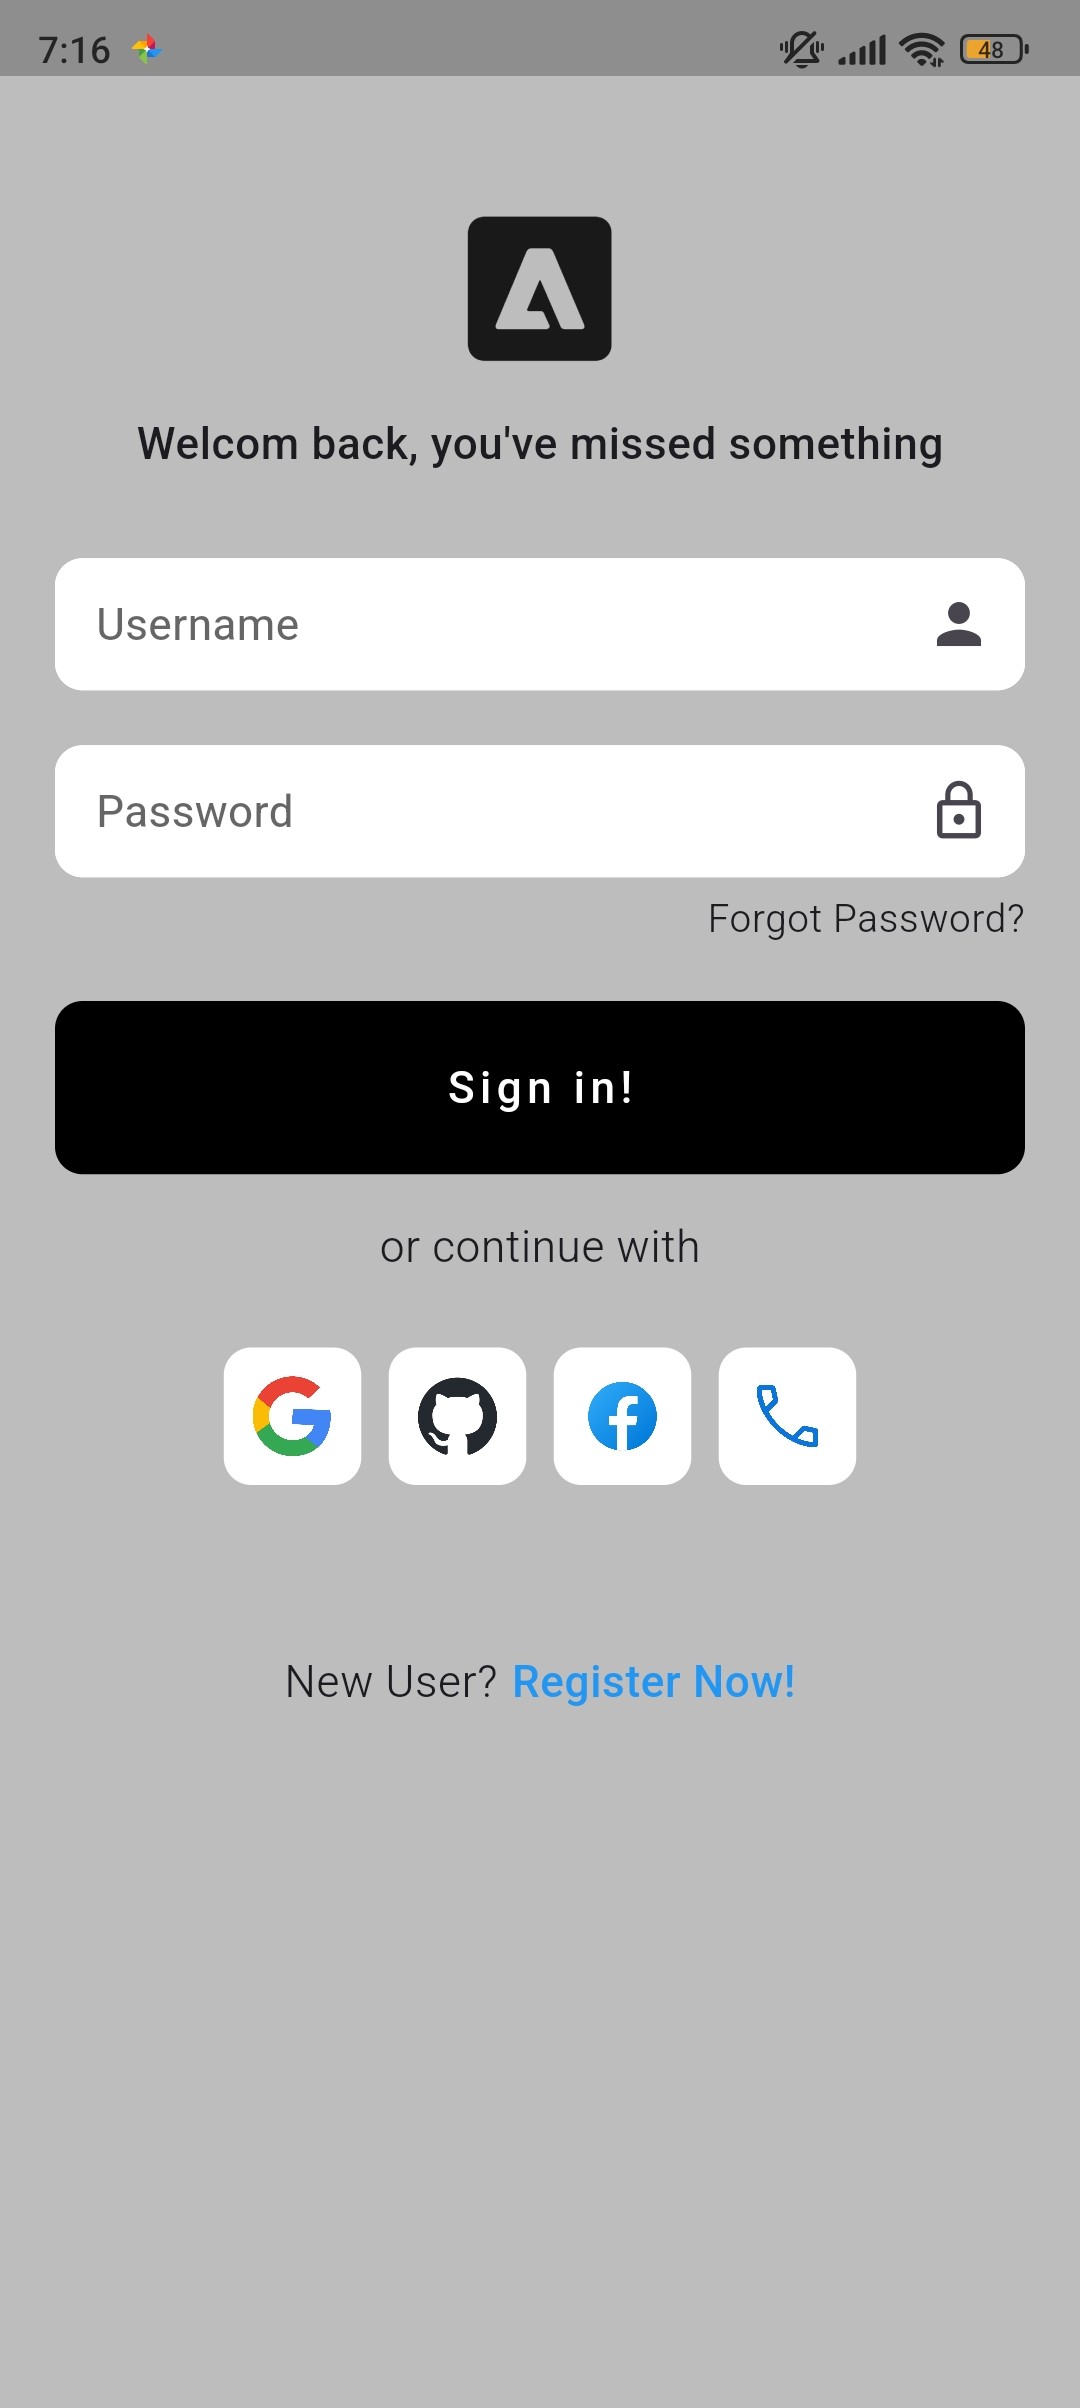 7:16
48
Welcom back, you've missed something
Username
Password
Forgot Password?
Sign in!
or continue with
New User? Register Now!